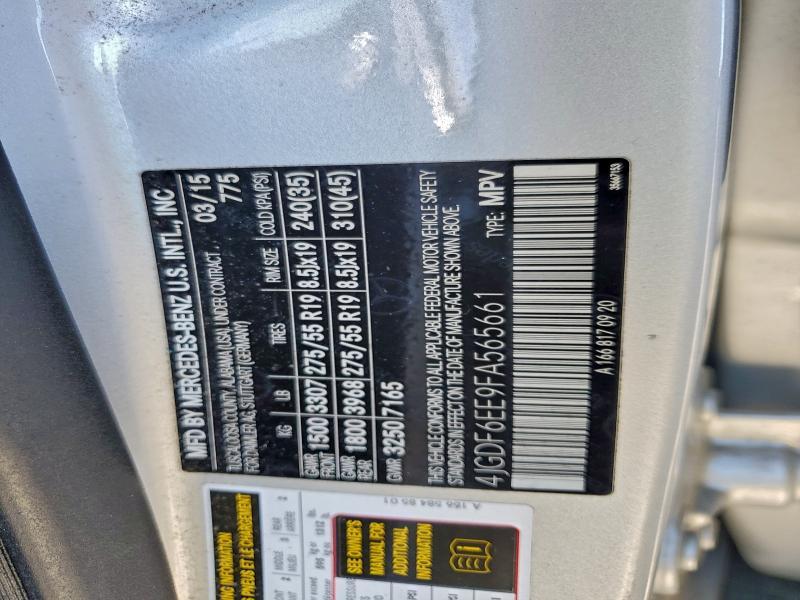 MFD BY MERCEDES-BENZ U.S. INTL., INC.
TUSCALOOSA COUNTY, ALABAMA (USA), UNDER CONTRACT 03/15
FOR DAIMLER AG, STUTTGART (GERMANY) 775
KG LB TIRES RIM SIZE COLD KPA(PSI)
GAWR FRONT 1500 3307 275/55 R19 8.5Jx19 240(35)
GAWR REAR 1800 3968 275/55 R19 8.5Jx19 310(45)
GVWR 3250 7165
THIS VEHICLE CONFORMS TO ALL APPLICABLE FEDERAL MOTOR VEHICLE SAFETY
STANDARDS IN EFFECT ON THE DATE OF MANUFACTURE SHOWN ABOVE.
4JGDF6EE9FA565661 TYPE: MPV
A 166 817 09 20 35667153
SEE OWNER'S
MANUAL FOR
ADDITIONAL
INFORMATION